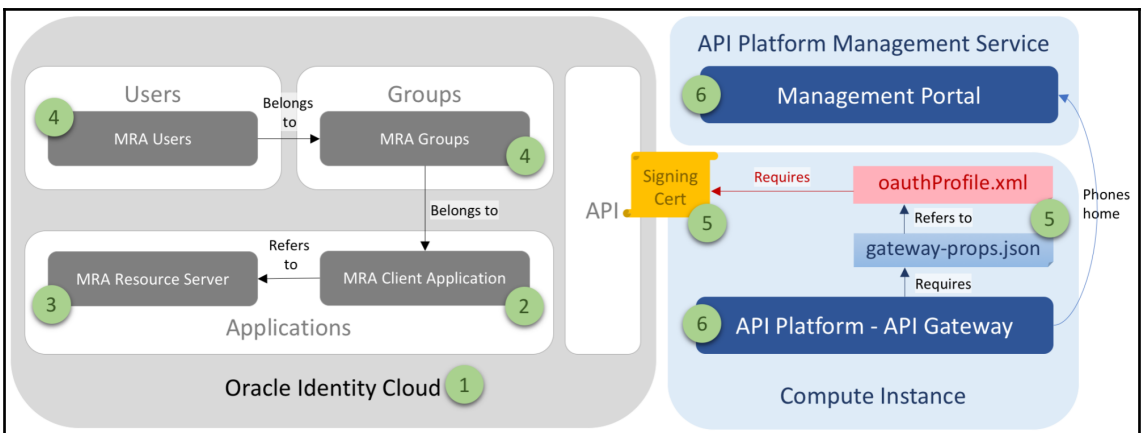 Users
4
MRA Users
Belongs
to
Groups
MRA Groups
4
Belongs to
MRA Resource Server
3
Refers
to
MRA Client Application
2
Applications
Oracle Identity Cloud
1
API
API Platform Management Service
6
Management Portal
Signing
Cert
5
Requires
oauthProfile.xml
5
Refers to
gateway-props.json
Requires
Phones
home
6
API Platform - API Gateway
Compute Instance